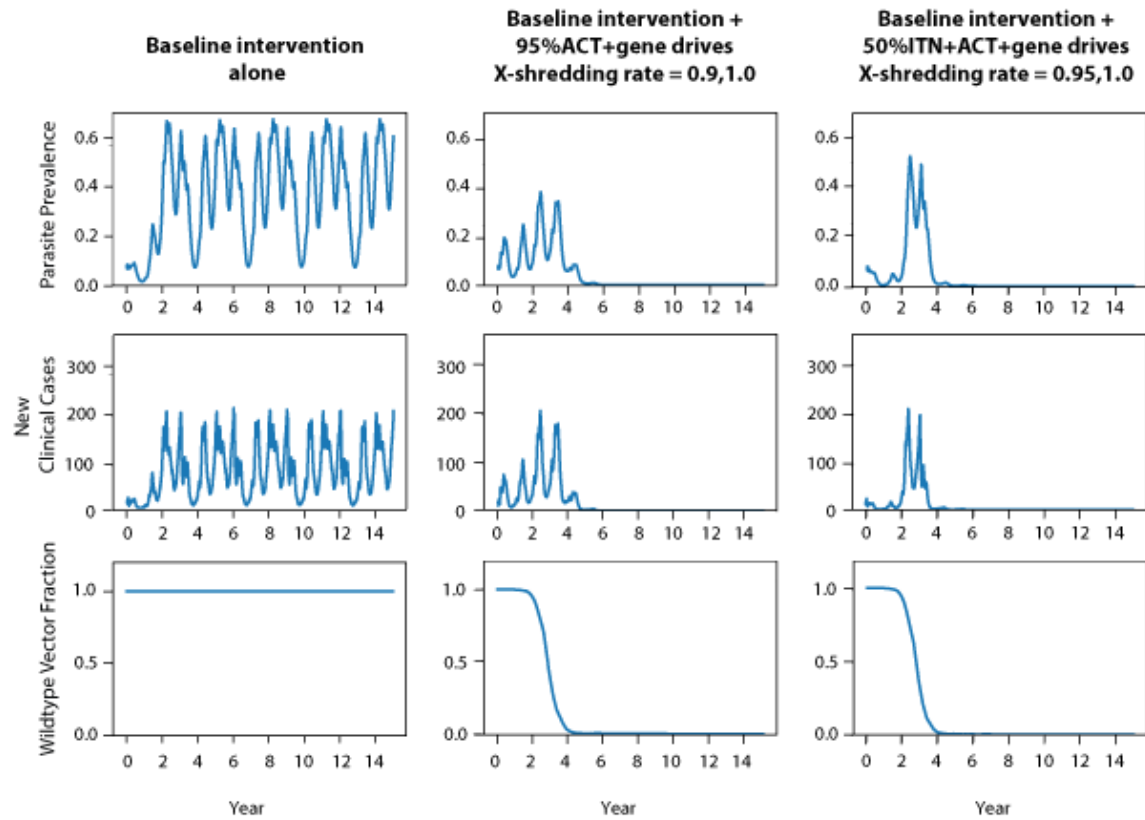 Baseline intervention
alone
Baseline intervention +
95%ACT+gene drives
X-shredding rate = 0.9,1.0
Baseline intervention +
50%ITN+ACT+gene drives
X-shredding rate = 0.95,1.0
Parasite Prevalence
0.6
0.4
0.2
0.0
0 2 4 6 8 10 12 14
0.6
0.4
0.2
0.0
0 2 4 6 8 10 12 14
0.6
0.4
0.2
0.0
0 2 4 6 8 10 12 14
New
Clinical Cases
300
200
100
0
0 2 4 6 8 10 12 14
300
200
100
0
0 2 4 6 8 10 12 14
300
200
100
0
0 2 4 6 8 10 12 14
Wildtype Vector Fraction
1.0
0.5
0.0
0 2 4 6 8 10 12 14
1.0
0.5
0.0
0 2 4 6 8 10 12 14
1.0
0.5
0.0
0 2 4 6 8 10 12 14
Year
Year
Year